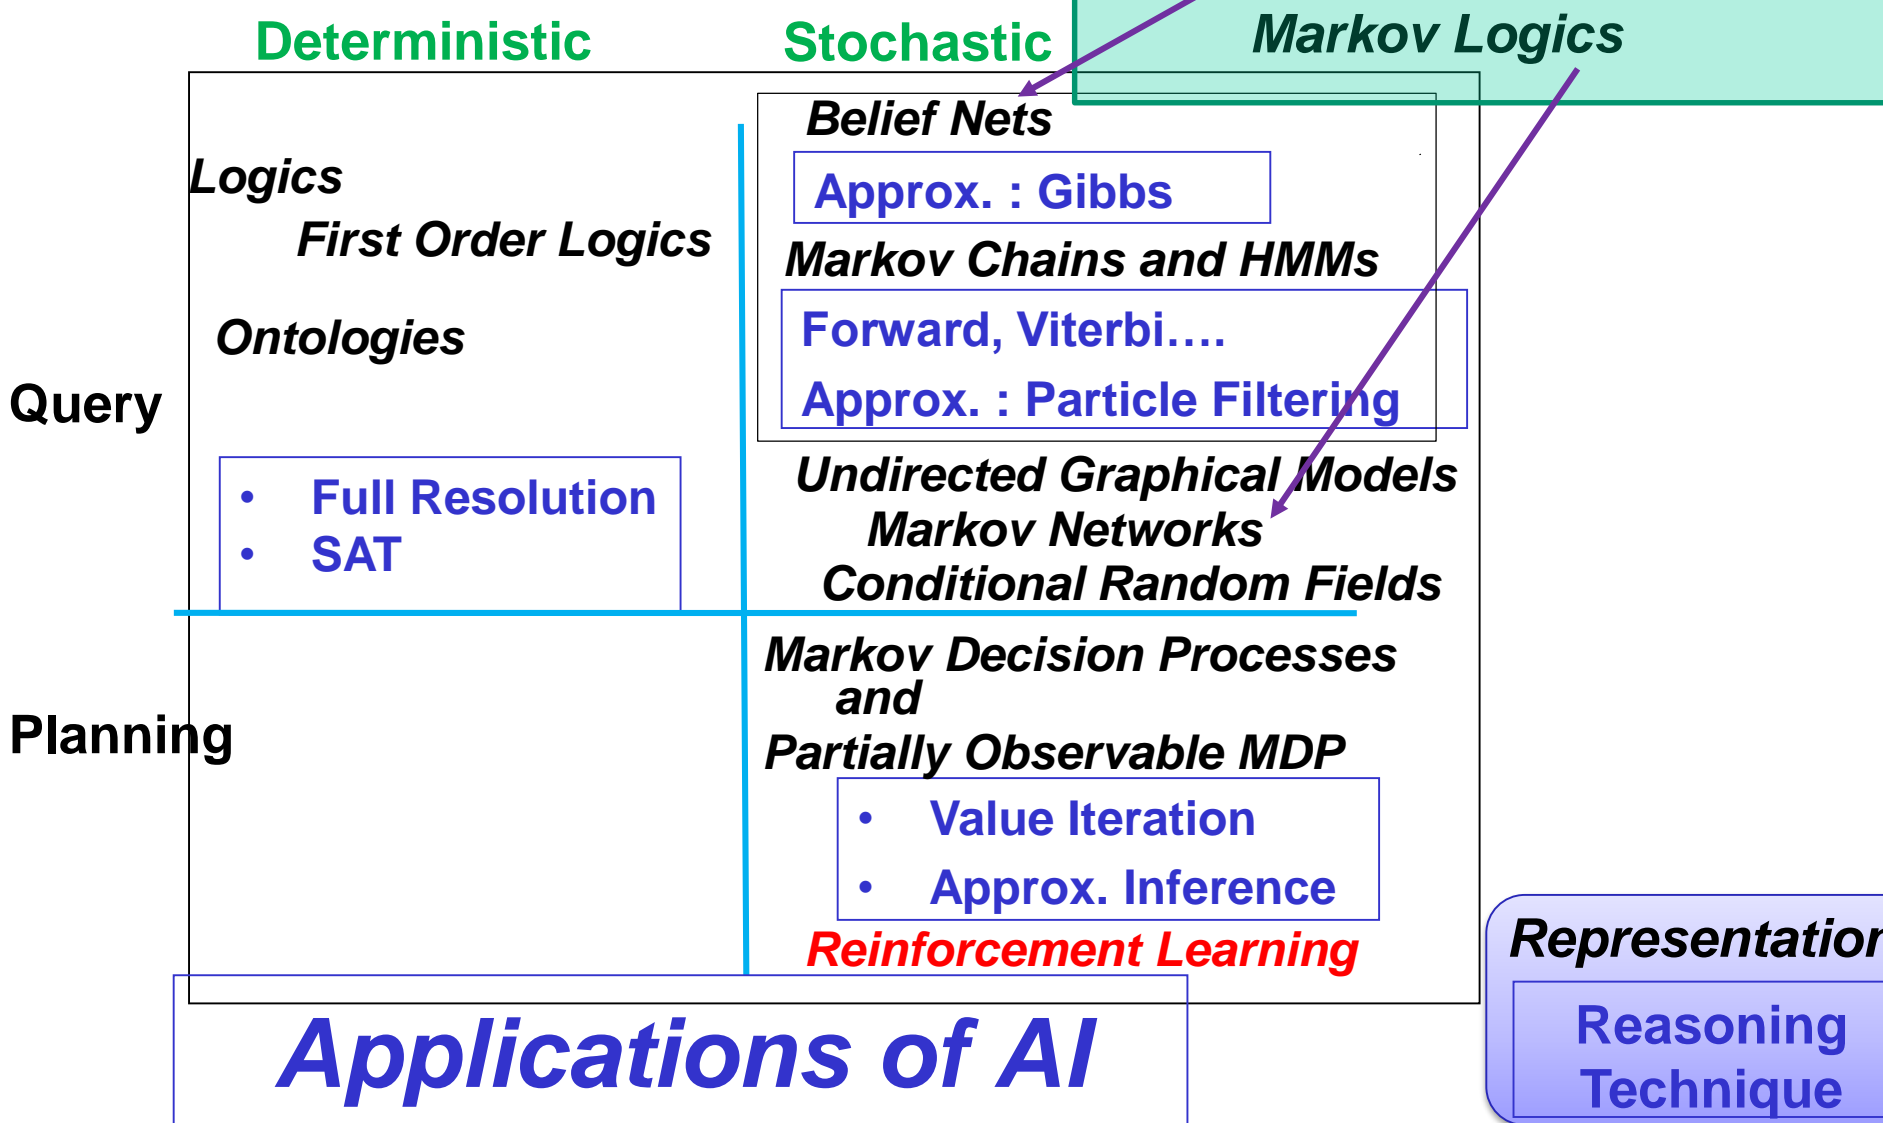 Deterministic
Stochastic
Markov Logics
Query
Logics
First Order Logics
Ontologies
• Full Resolution
• SAT
Belief Nets
Approx. : Gibbs
Markov Chains and HMMs
Forward, Viterbi….
Approx. : Particle Filtering
Undirected Graphical Models
Markov Networks
Conditional Random Fields
Planning
Markov Decision Processes
and
Partially Observable MDP
• Value Iteration
• Approx. Inference
Reinforcement Learning
Applications of AI
Representation
Reasoning
Technique